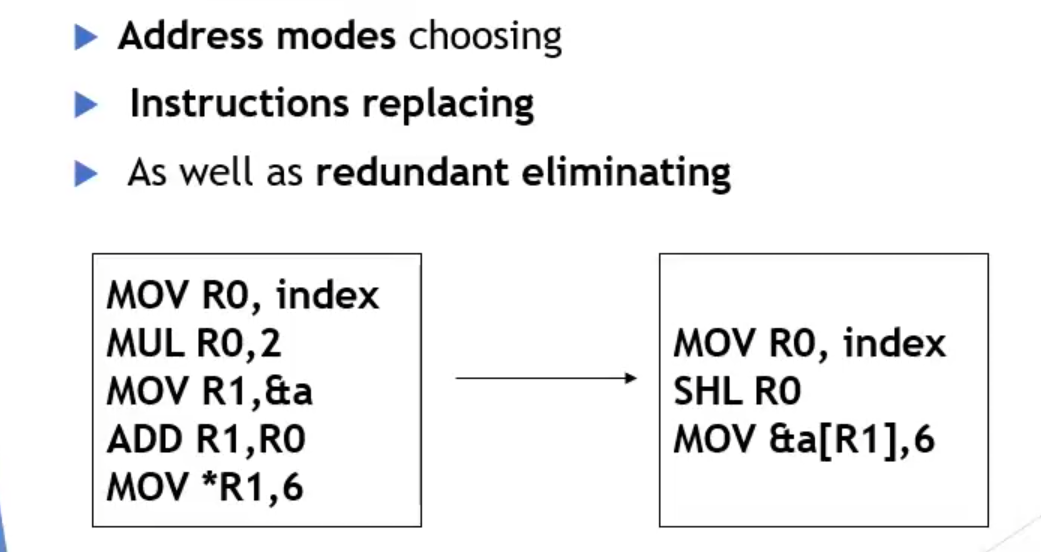 Address modes choosing
Instructions replacing
As well as redundant eliminating
MOV R0, index
MUL R0,2
MOV R1,&a
ADD R1,R0
MOV *R1,6
MOV R0, index
SHL R0
MOV &a[R1],6